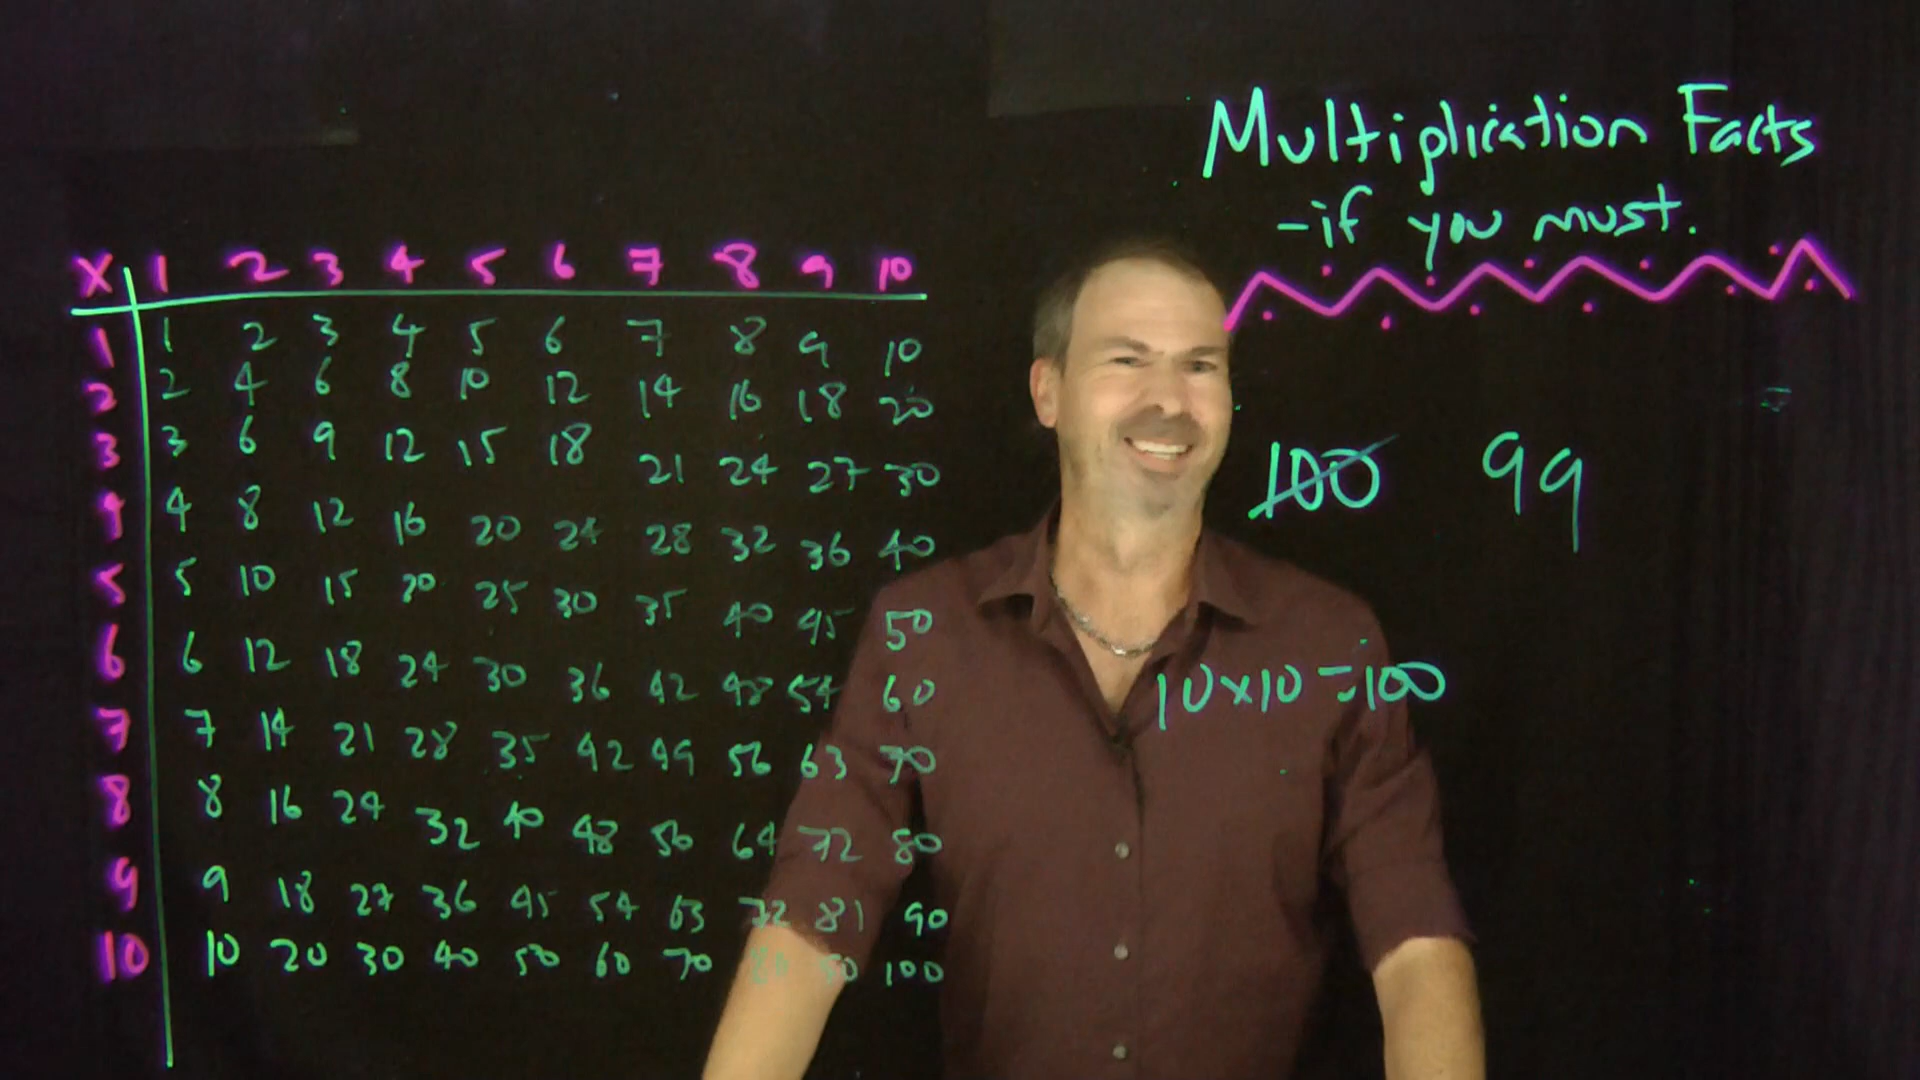 Multiplication Facts
-if you must.
X 1 2 3 4 5 6 7 8 9 10
1 1 2 3 4 5 6 7 8 9 10
2 2 4 6 8 10 12 14 16 18 20
3 3 6 9 12 15 18 21 24 27 30
4 4 8 12 16 20 24 28 32 36 40
5 5 10 15 20 25 30 35 40 45 50
6 6 12 18 24 30 36 42 48 54 60
7 7 14 21 28 35 42 49 56 63 70
8 8 16 24 32 40 48 56 64 72 80
9 9 18 27 36 45 54 63 72 81 90
10 10 20 30 40 50 60 70 80 90 100
100 99
10x10=100